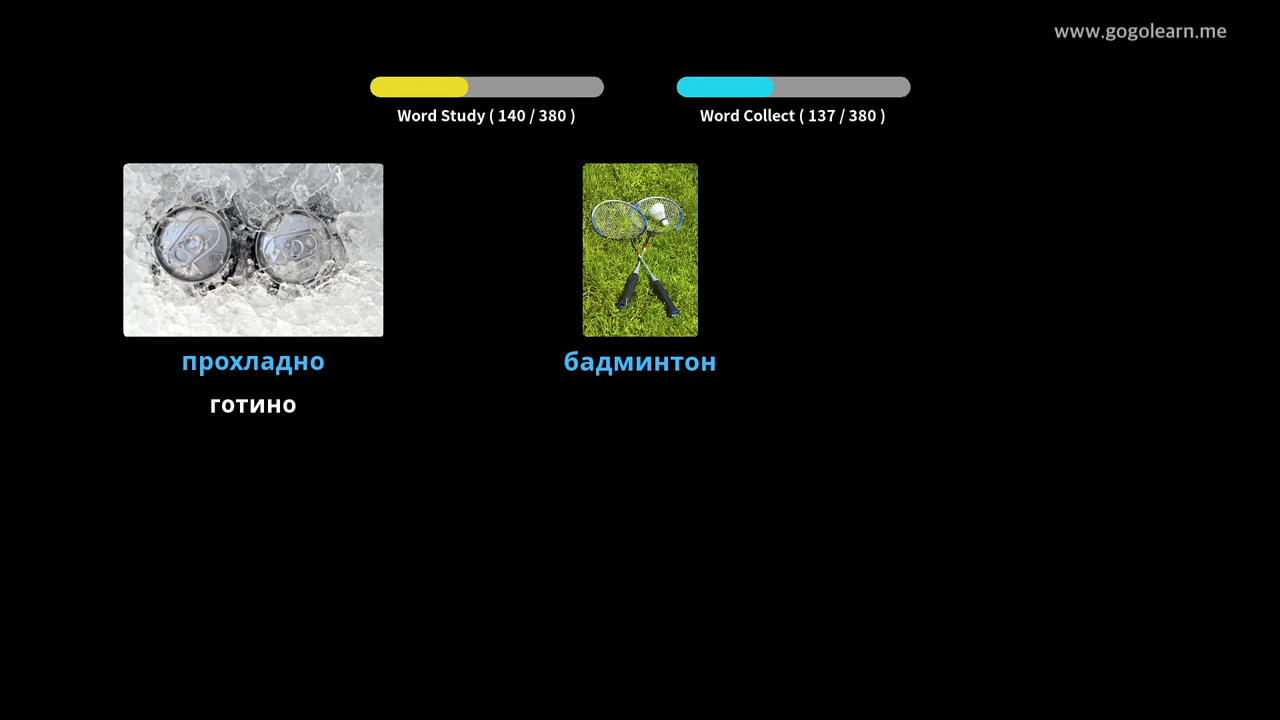 www.gogolearn.me
Word Study ( 140 / 380 )
Word Collect ( 137 / 380 )
прохладно
готино
бадминтон